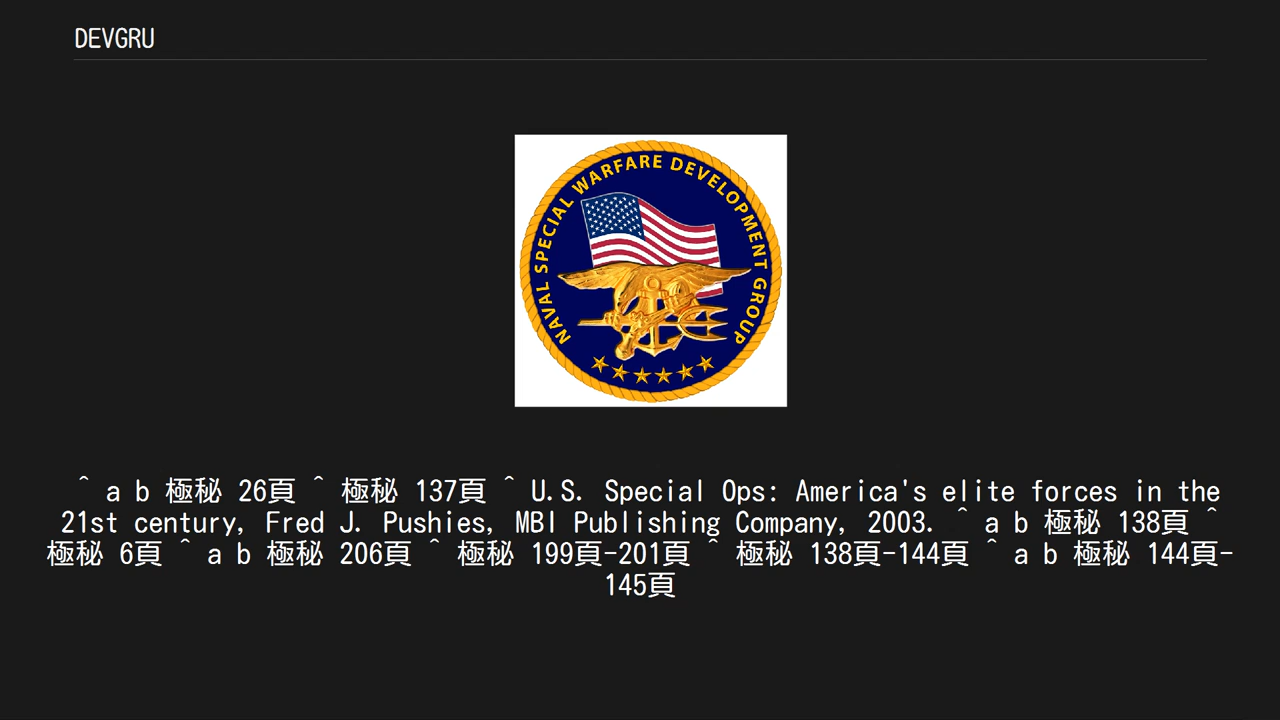 DEVGRU
NAVAL SPECIAL WARFARE DEVELOPMENT GROUP
^ a b 極秘 26頁 ^ 極秘 137頁 ^ U.S. Special Ops: America's elite forces in the
21st century, Fred J. Pushies, MBI Publishing Company, 2003. ^ a b 極秘 138頁 ^
極秘 6頁 ^ a b 極秘 206頁 ^ 極秘 199頁-201頁 ^ 極秘 138頁-144頁 ^ a b 極秘 144頁-
145頁